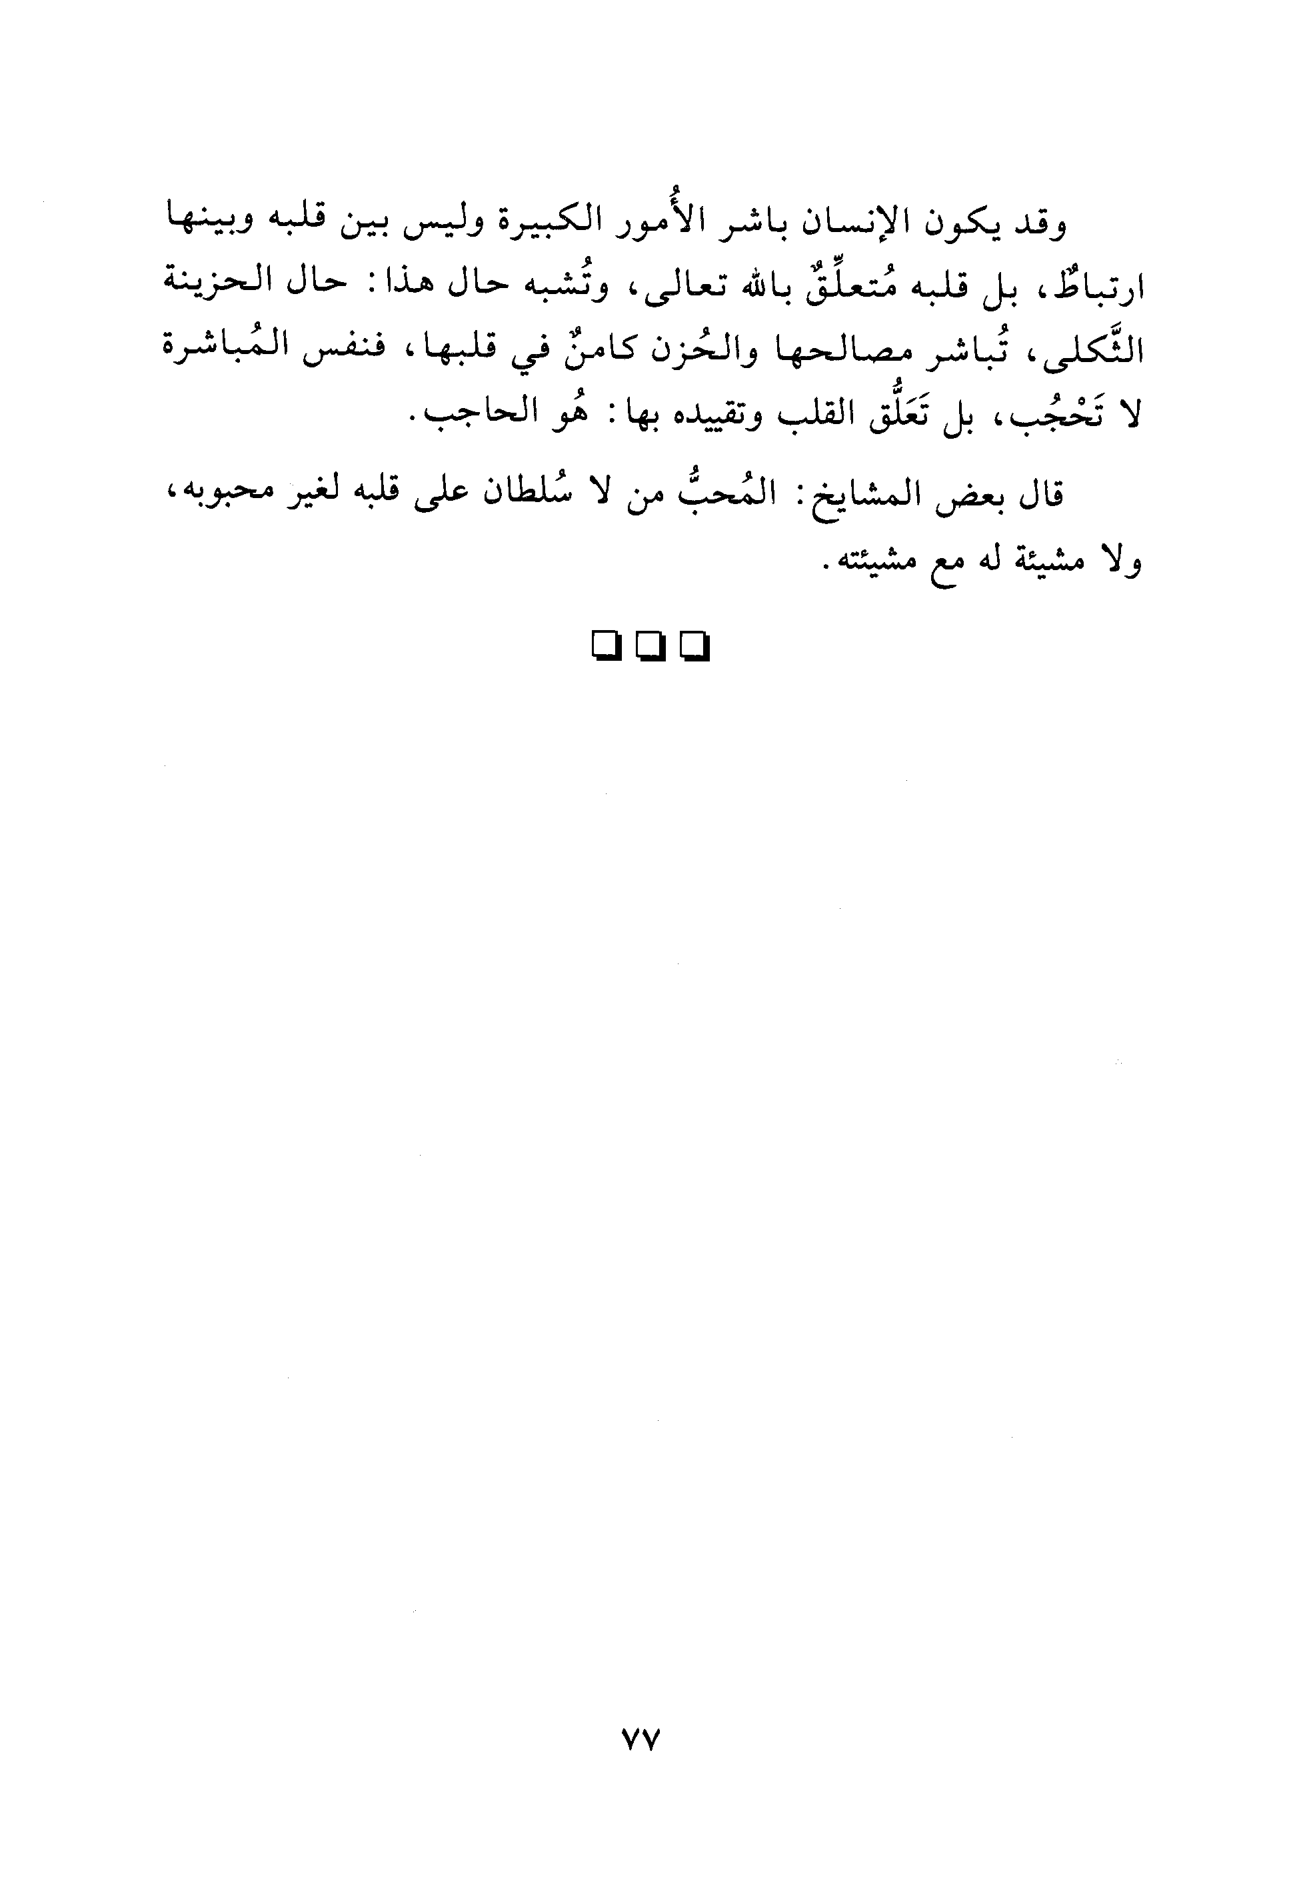 وقد يكون الإنسان باشر الأُمور الكبيرة وليس بين قلبه وبينها
ارتباطٌ، بل قلبه مُتعلِّقٌ بالله تعالى، وتُشبه حال هذا: حال الحزينة
الثَّكلى، تُباشر مصالحها والحُزن كامنٌ في قلبها، فنفس المُباشرة
لا تَحْجُب، بل تَعَلُّق القلب وتقييده بها: هُو الحاجب.
قال بعض المشايخ: المُحبُّ من لا سُلطان على قلبه لغير محبوبه،
ولا مشيئة له مع مشيئته.
❏ ❏ ❏
٧٧